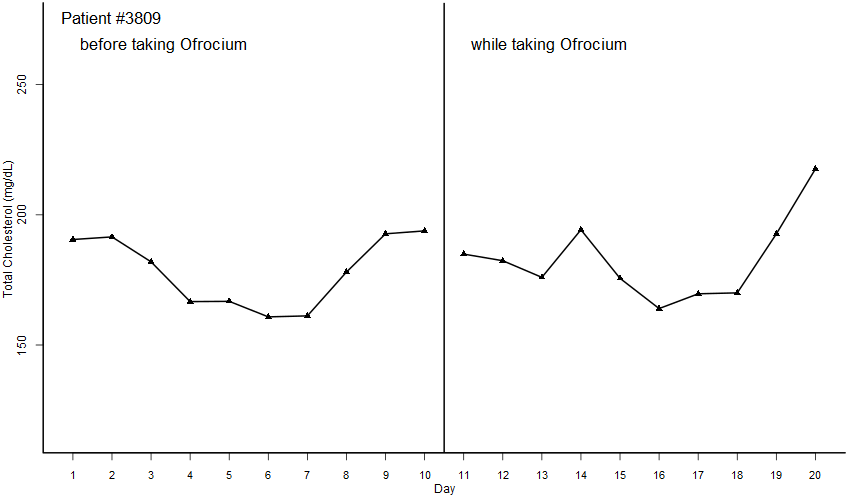 Patient #3809
before taking Ofrocium
while taking Ofrocium
Total Cholesterol (mg/dL)
250
200
150
1 2 3 4 5 6 7 8 9 10 11 12 13 14 15 16 17 18 19 20
Day